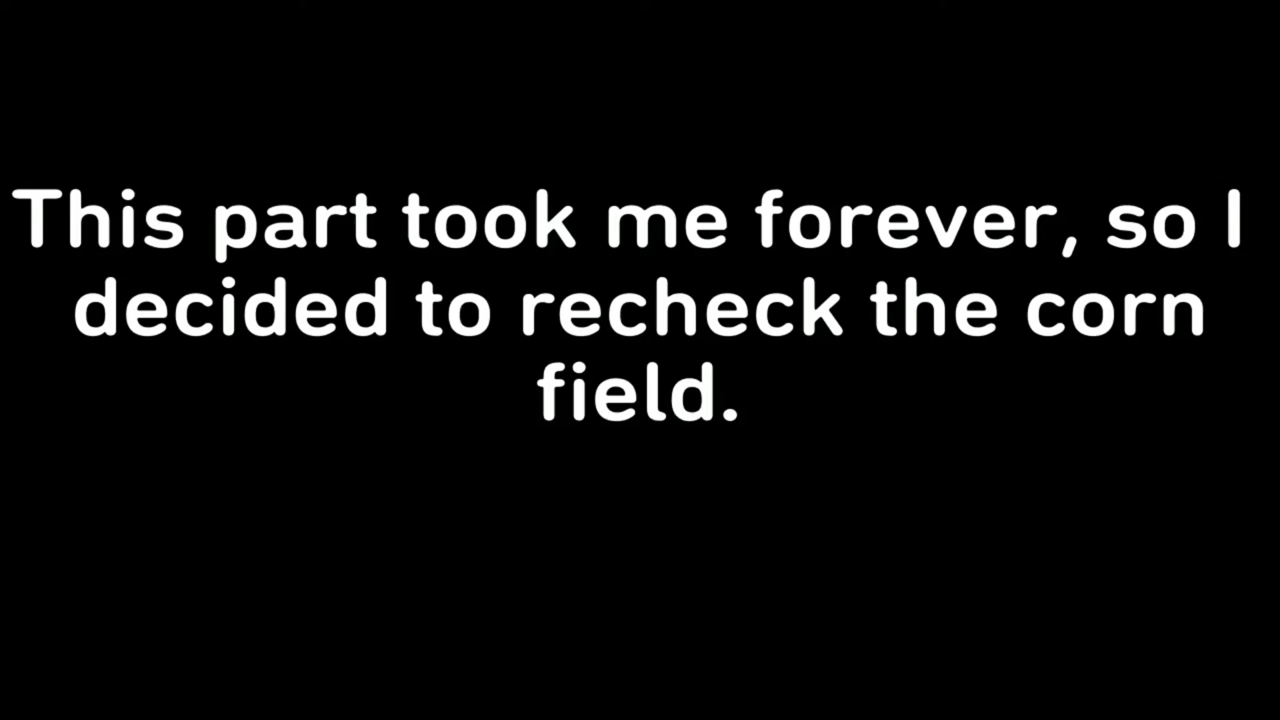 This part took me forever, so I
decided to recheck the corn
field.